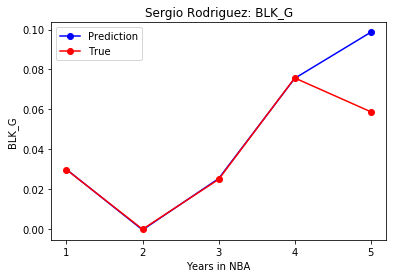 Sergio Rodriguez: BLK_G
Prediction
True
0.10
0.08
0.06
0.04
0.02
0.00
BLK_G
1 2 3 4 5
Years in NBA